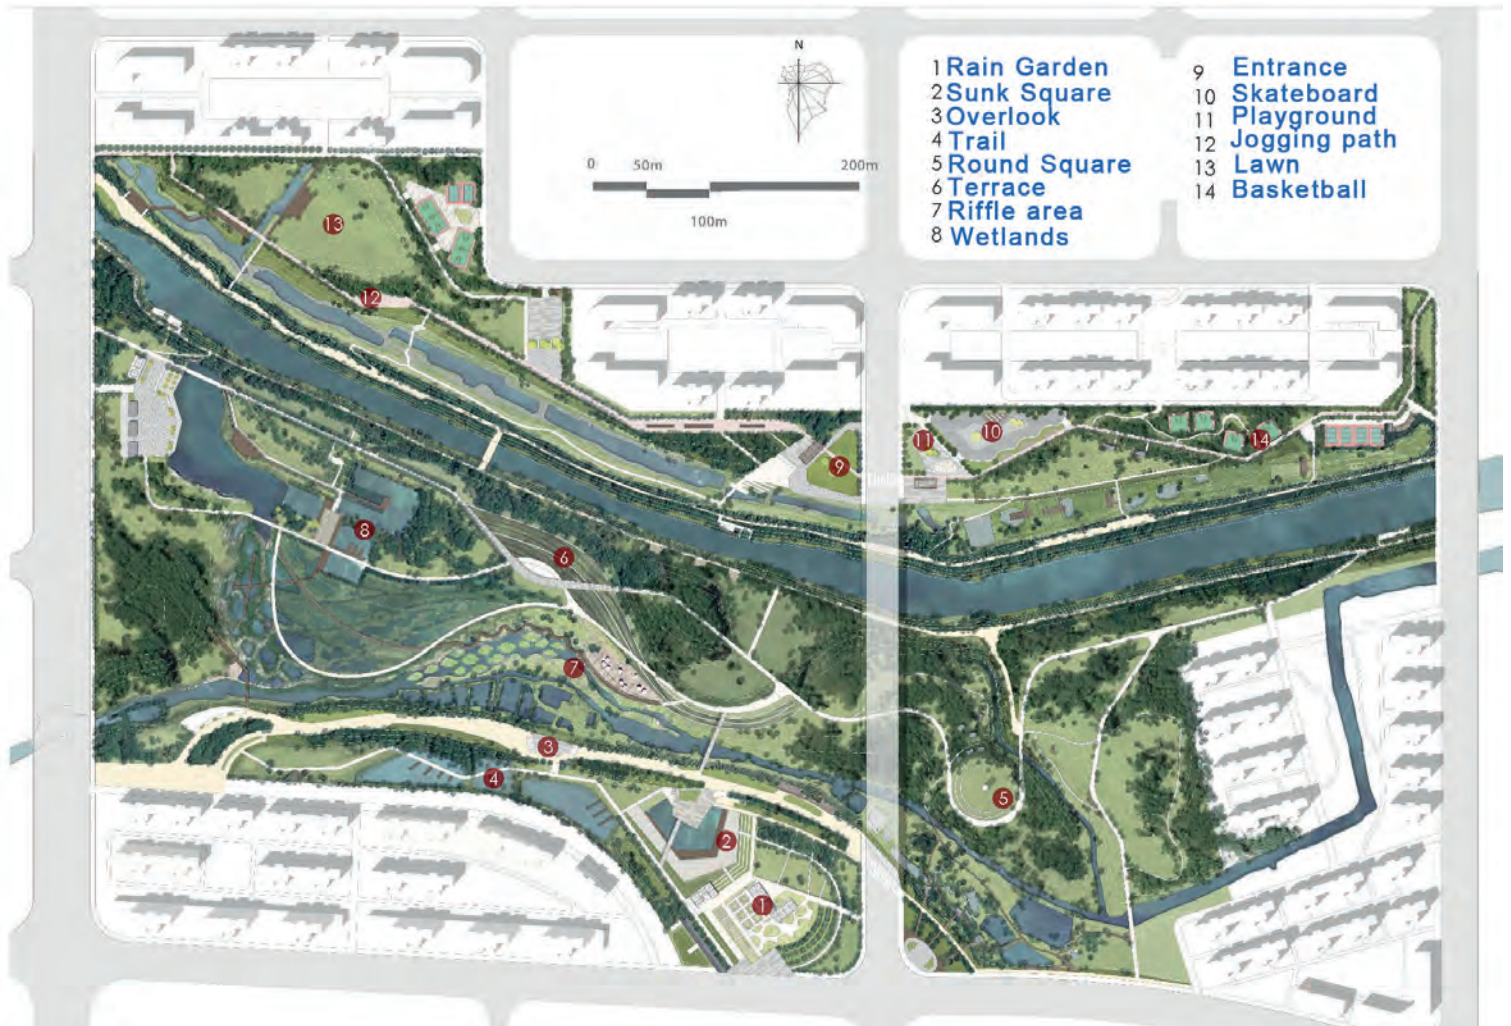 N
0 50m 200m
100m
1 Rain Garden
2 Sunk Square
3 Overlook
4 Trail
5 Round Square
6 Terrace
7 Riffle area
8 Wetlands
9 Entrance
10 Skateboard
11 Playground
12 Jogging path
13 Lawn
14 Basketball
13
12
10
11
14
9
8
6
7
3
4
5
2
1